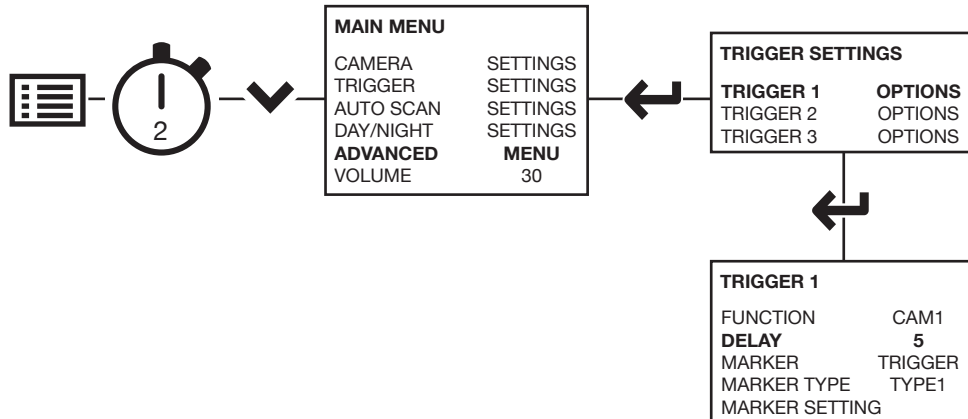 2
MAIN MENU
CAMERA SETTINGS
TRIGGER SETTINGS
AUTO SCAN SETTINGS
DAY/NIGHT SETTINGS
ADVANCED MENU
VOLUME 30
TRIGGER SETTINGS
TRIGGER 1 OPTIONS
TRIGGER 2 OPTIONS
TRIGGER 3 OPTIONS
TRIGGER 1
FUNCTION CAM1
DELAY 5
MARKER TRIGGER
MARKER TYPE TYPE1
MARKER SETTING